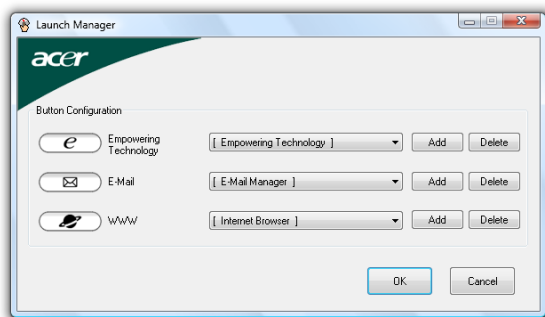 Launch Manager
acer
Button Configuration
e
Empowering
Technology
[ Empowering Technology ]
Add
Delete
E-Mail
[ E-Mail Manager ]
Add
Delete
WWW
[ Internet Browser ]
Add
Delete
OK
Cancel